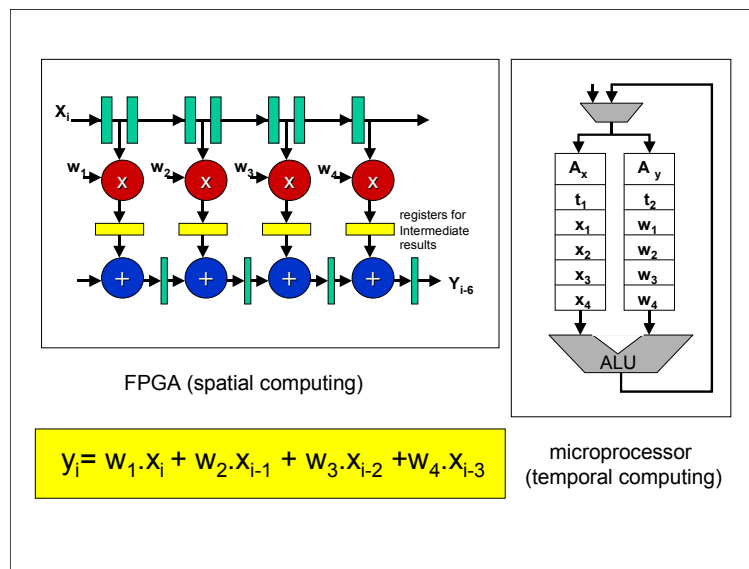 Xᵢ
w₁ w₂ w₃ w₄
x x x x
registers for
Intermediate
results
+ + + +
Yᵢ₋₆
FPGA (spatial computing)
Aₓ A_y
t₁ t₂
x₁ w₁
x₂ w₂
x₃ w₃
x₄ w₄
ALU
microprocessor
(temporal computing)
yᵢ= w₁.xᵢ + w₂.xᵢ₋₁ + w₃.xᵢ₋₂ +w₄.xᵢ₋₃